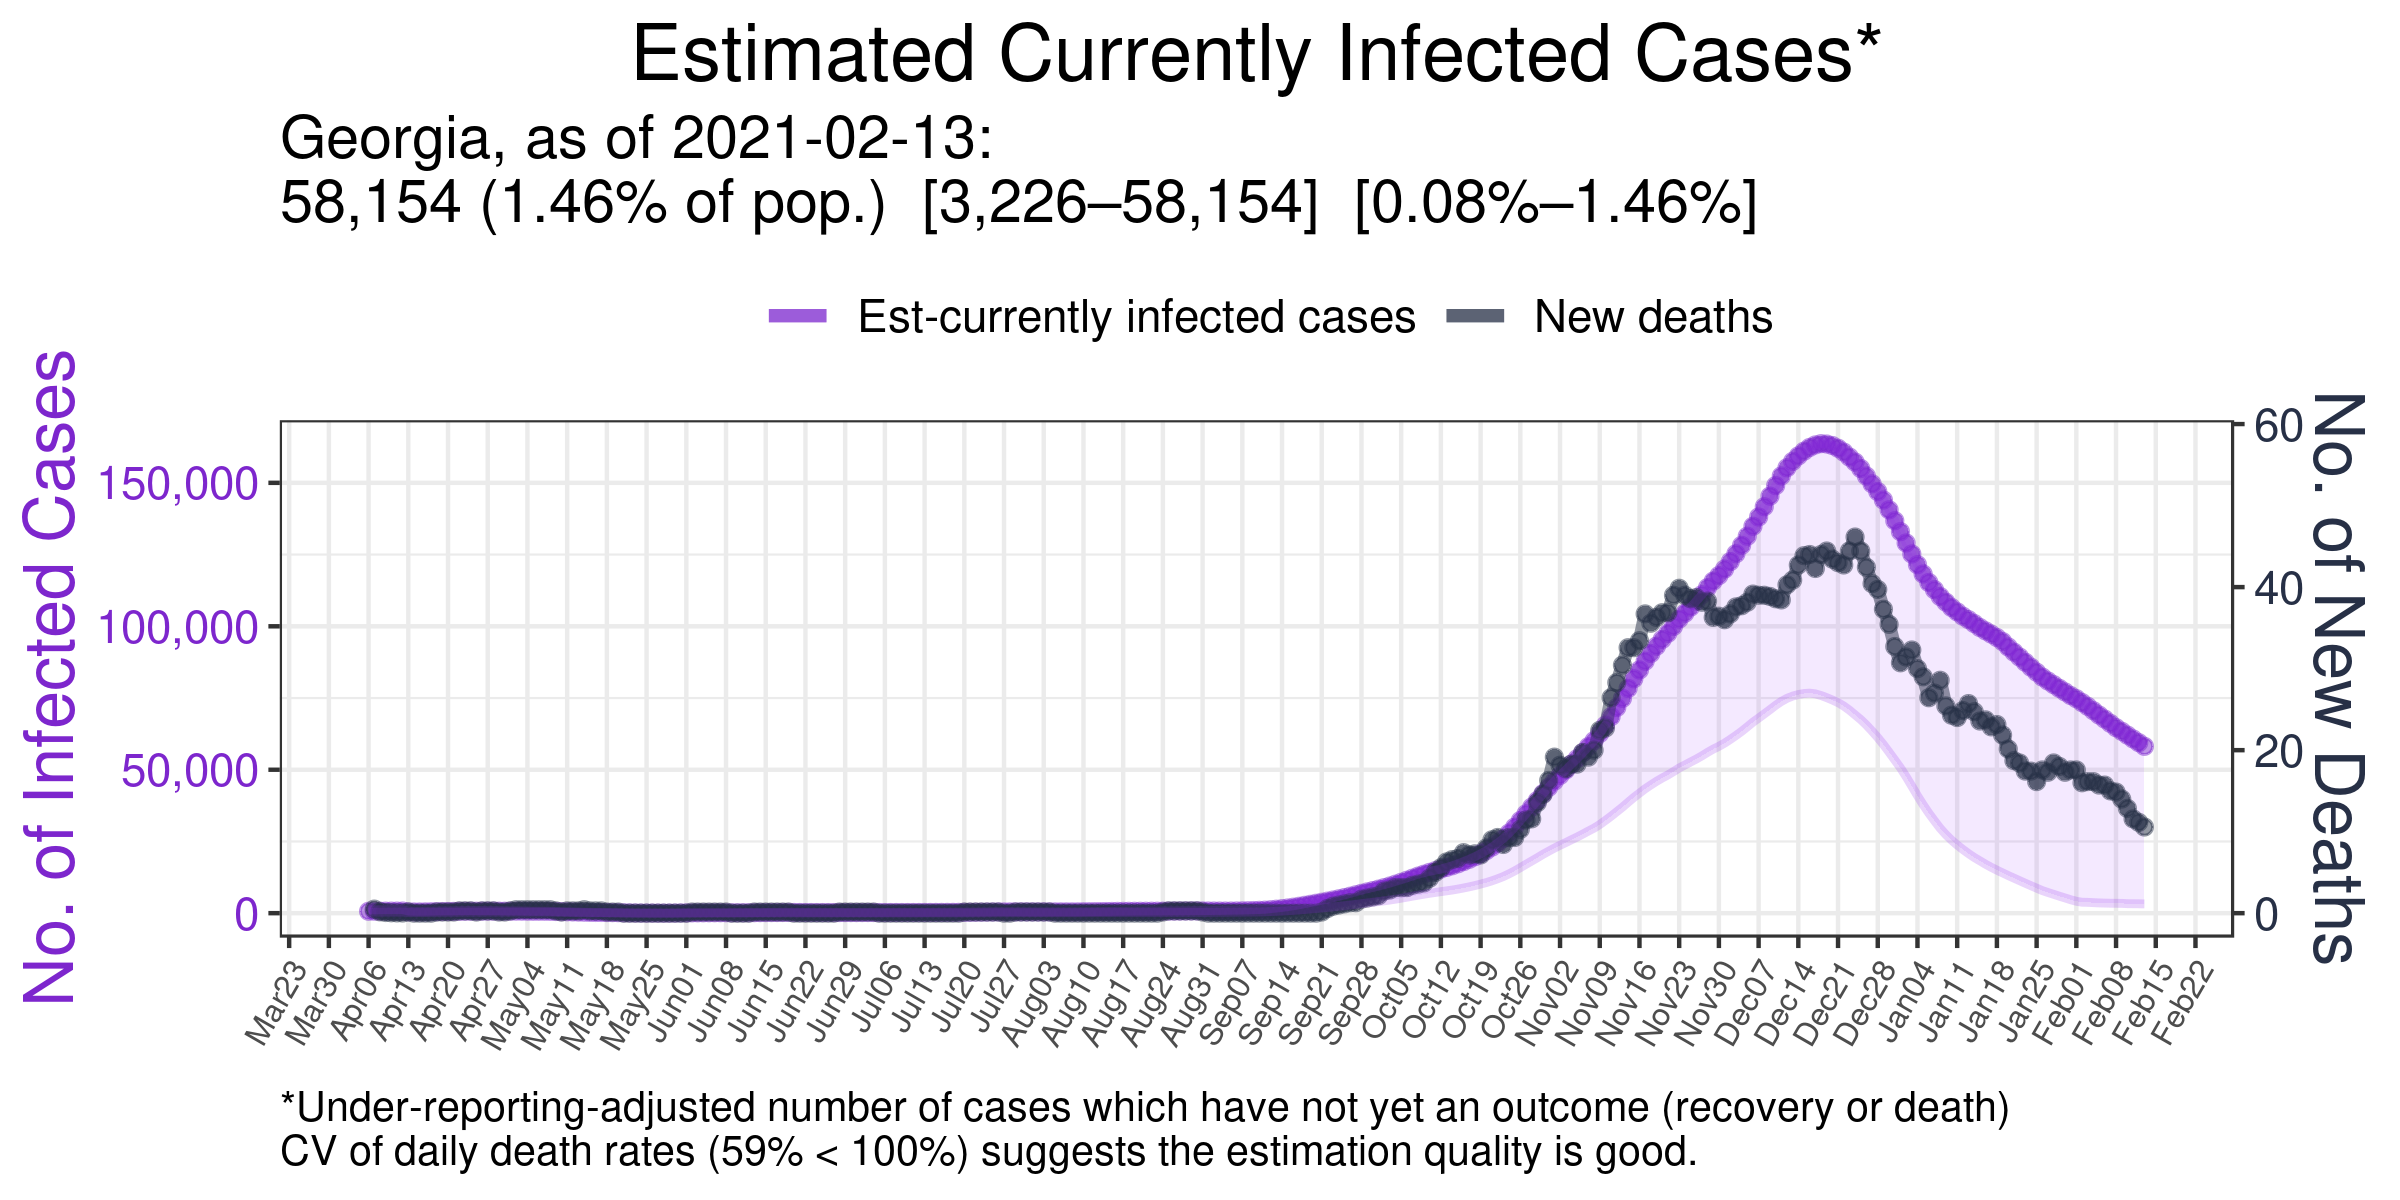 Estimated Currently Infected Cases*
Georgia, as of 2021-02-13:
58,154 (1.46% of pop.) [3,226–58,154] [0.08%–1.46%]
Est-currently infected cases New deaths
No. of Infected Cases
150,000
100,000
50,000
0
60
40
20
0
No. of New Deaths
Mar23 Mar30 Apr06 Apr13 Apr20 Apr27 May04 May11 May18 May25 Jun01 Jun08 Jun15 Jun22 Jun29 Jul06 Jul13 Jul20 Jul27 Aug03 Aug10 Aug17 Aug24 Aug31 Sep07 Sep14 Sep21 Sep28 Oct05 Oct12 Oct19 Oct26 Nov02 Nov09 Nov16 Nov23 Nov30 Dec07 Dec14 Dec21 Dec28 Jan04 Jan11 Jan18 Jan25 Feb01 Feb08 Feb15 Feb22
*Under-reporting-adjusted number of cases which have not yet an outcome (recovery or death)
CV of daily death rates (59% < 100%) suggests the estimation quality is good.